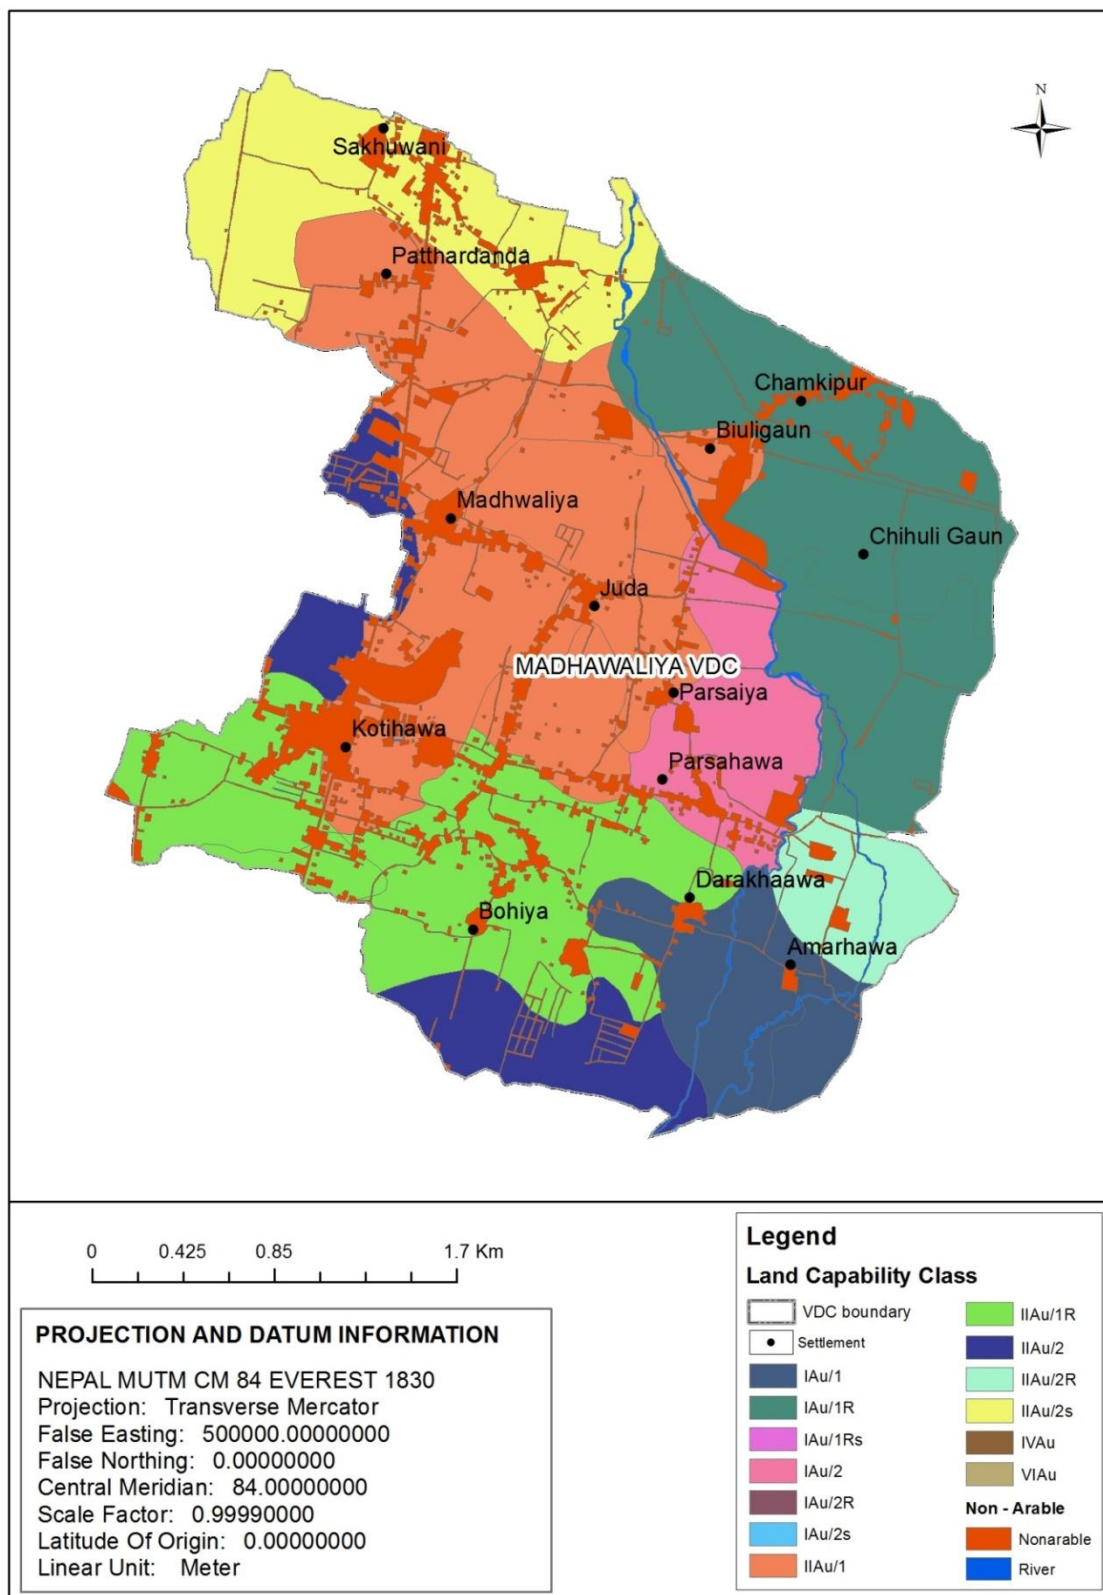 N
Sakhuwani
Patthardanda
Chamkipur
Biuligaun
Madhwaliya
Chihuli Gaun
Juda
MADHAWALIYA VDC
Parsaiya
Kotihawa
Parsahawa
Darakhaawa
Bohiya
Amarhawa
0 0.425 0.85 1.7 Km
PROJECTION AND DATUM INFORMATION
NEPAL MUTM CM 84 EVEREST 1830
Projection: Transverse Mercator
False Easting: 500000.00000000
False Northing: 0.00000000
Central Meridian: 84.00000000
Scale Factor: 0.99990000
Latitude Of Origin: 0.00000000
Linear Unit: Meter
Legend
Land Capability Class
VDC boundary
Settlement
IAu/1
IAu/1R
IAu/1Rs
IAu/2
IAu/2R
IAu/2s
IIAu/1
IIAu/1R
IIAu/2
IIAu/2R
IIAu/2s
IVAu
VIAu
Non - Arable
Nonarable
River